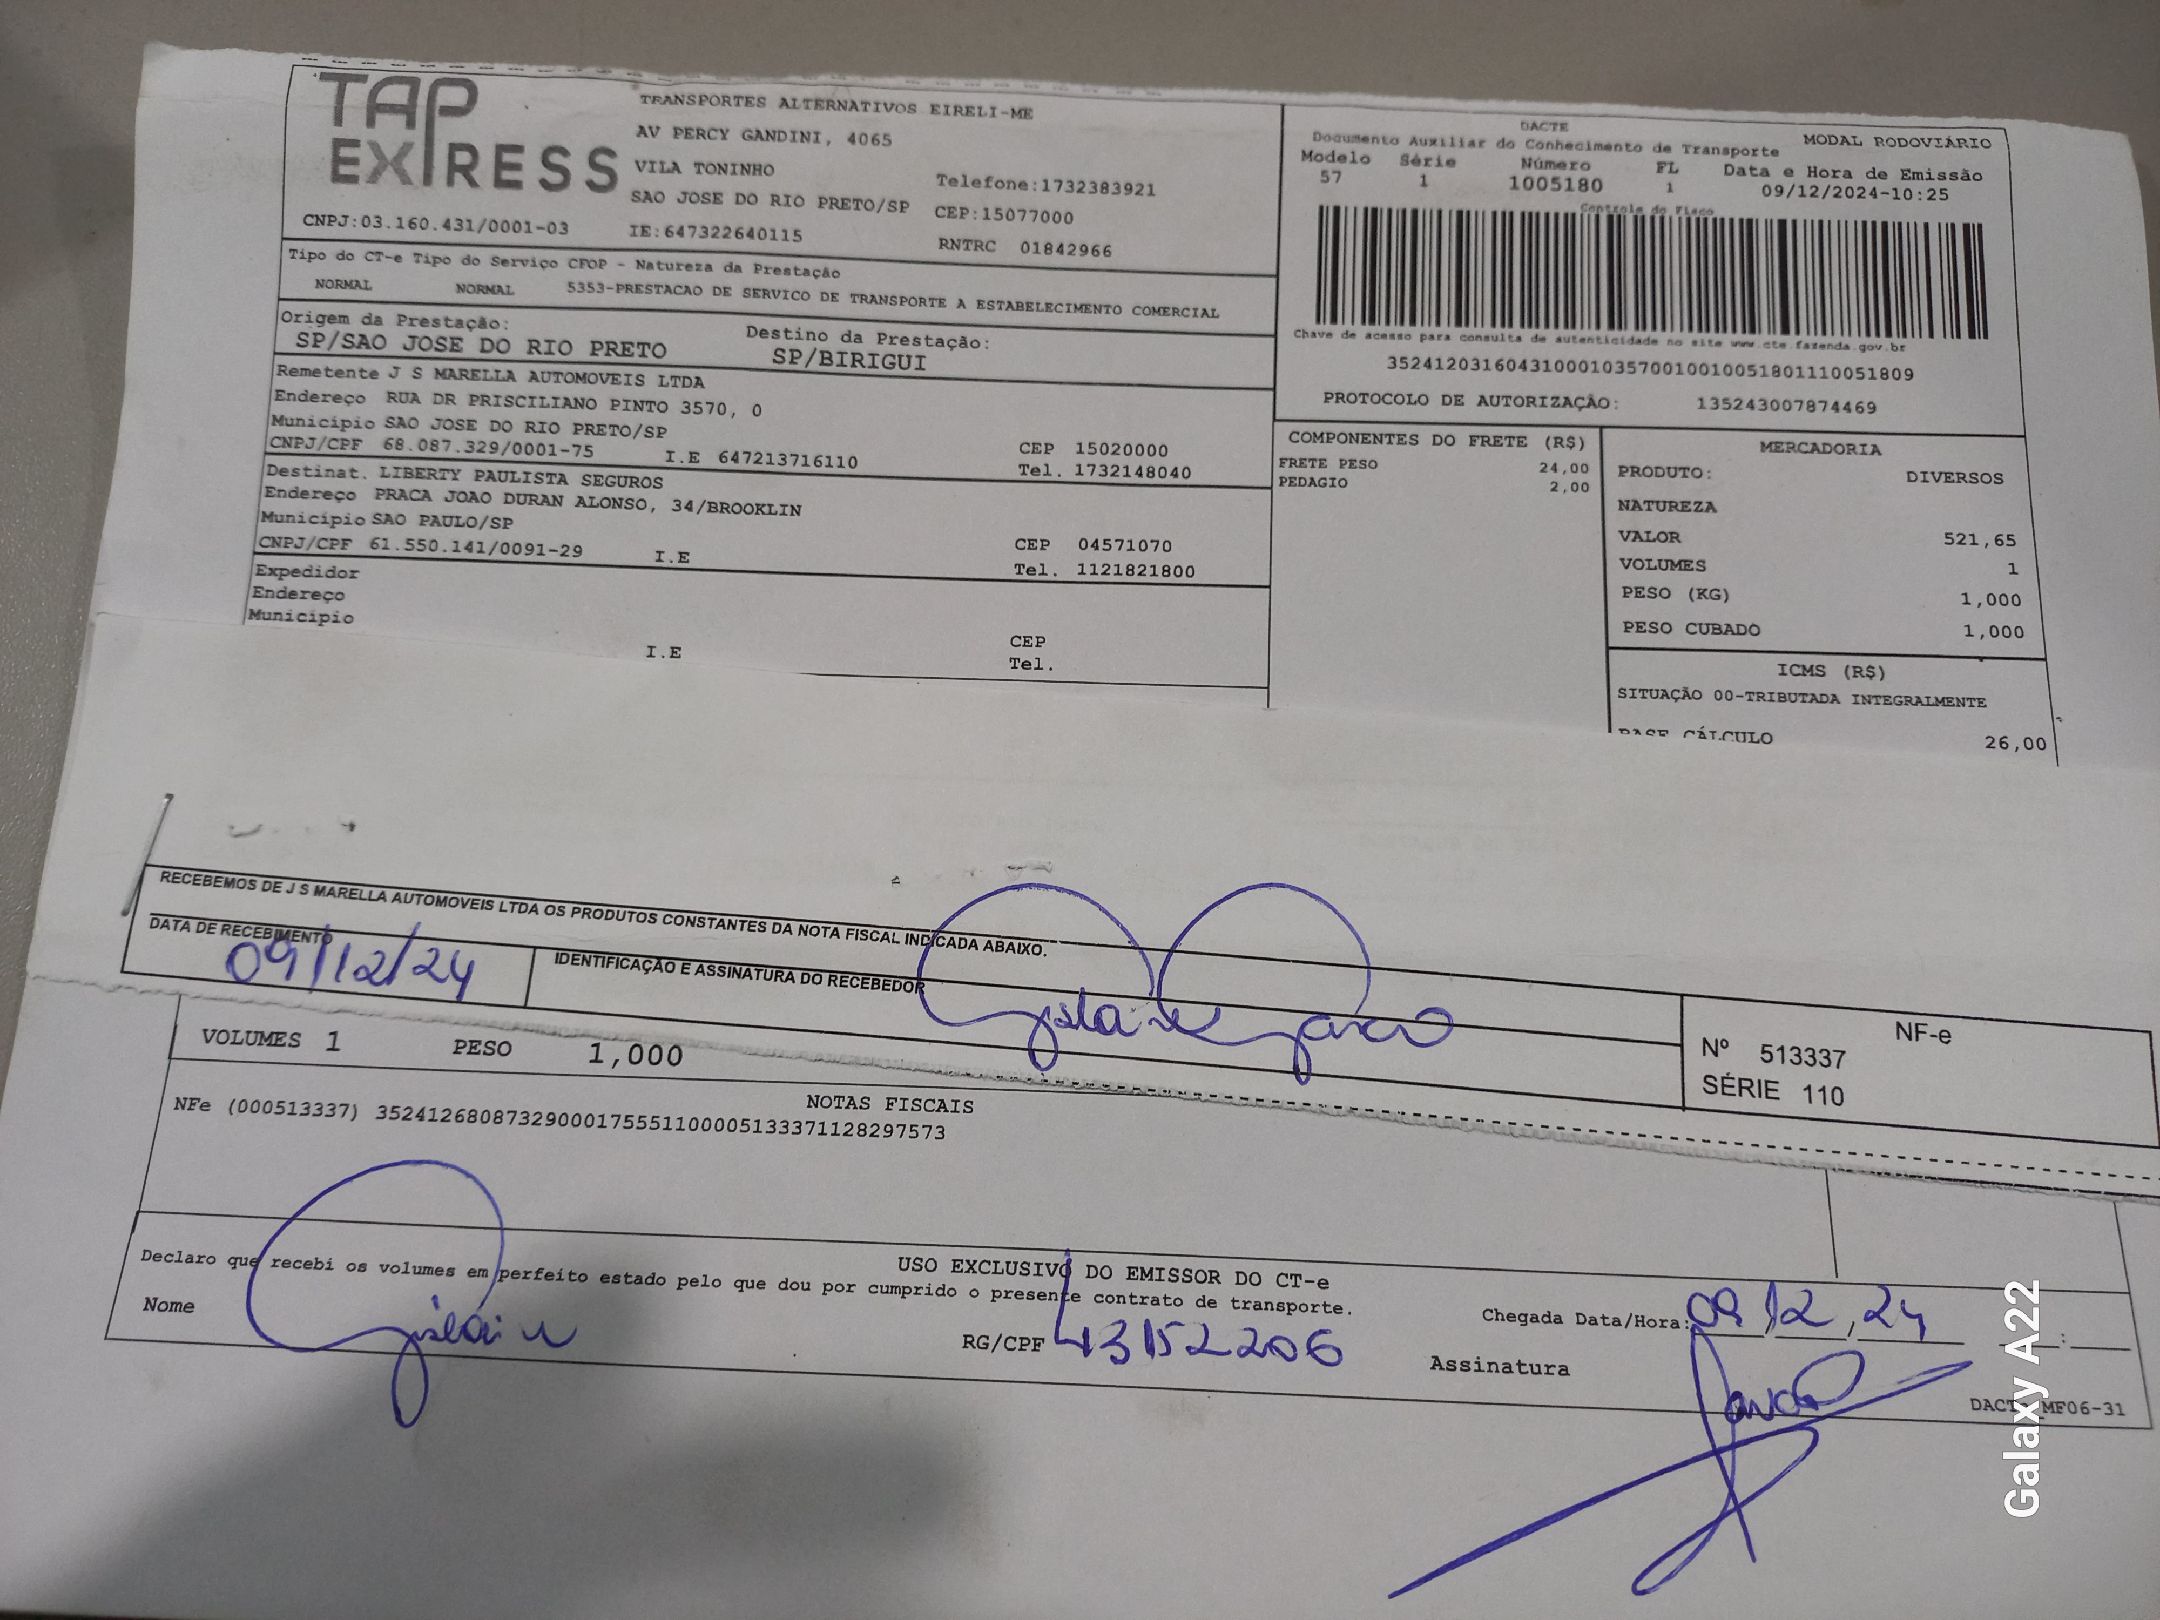 TAP EXPRESS
TRANSPORTES ALTERNATIVOS EIRELI-ME
AV PERCY GANDINI, 4065
VILA TONINHO
Telefone:1732383921
SAO JOSE DO RIO PRETO/SP
CEP:15077000
CNPJ:03.160.431/0001-03
IE:647322640115
RNTRC 01842966
DACTE
Documento Auxiliar do Conhecimento de Transporte
MODAL RODOVIÁRIO
Modelo Série Número FL Data e Hora de Emissão
57 1 1005180 1 09/12/2024-10:25
Controle do Fisco
Chave de acesso para consulta de autenticidade no site www.cte.fazenda.gov.br
35241203160431000103570010010051801110051809
PROTOCOLO DE AUTORIZAÇÃO: 135243007874469
Tipo do CT-e Tipo do Serviço CFOP - Natureza da Prestação
NORMAL NORMAL 5353-PRESTACAO DE SERVICO DE TRANSPORTE A ESTABELECIMENTO COMERCIAL
Origem da Prestação: Destino da Prestação:
SP/SAO JOSE DO RIO PRETO SP/BIRIGUI
Remetente J S MARELLA AUTOMOVEIS LTDA
Endereço RUA DR PRISCILIANO PINTO 3570, 0
Municipio SAO JOSE DO RIO PRETO/SP
CEP 15020000
CNPJ/CPF 68.087.329/0001-75 I.E 647213716110 Tel. 1732148040
Destinat. LIBERTY PAULISTA SEGUROS
Endereço PRACA JOAO DURAN ALONSO, 34/BROOKLIN
Municipio SAO PAULO/SP
CEP 04571070
CNPJ/CPF 61.550.141/0091-29 I.E Tel. 1121821800
Expedidor
Endereço
Municipio
CEP
I.E Tel.
COMPONENTES DO FRETE (R$)
FRETE PESO 24,00
PEDAGIO 2,00
MERCADORIA
PRODUTO: DIVERSOS
NATUREZA
VALOR 521,65
VOLUMES 1
PESO (KG) 1,000
PESO CUBADO 1,000
ICMS (R$)
SITUAÇÃO 00-TRIBUTADA INTEGRALMENTE
BASE CÁLCULO 26,00
RECEBEMOS DE J S MARELLA AUTOMOVEIS LTDA OS PRODUTOS CONSTANTES DA NOTA FISCAL INDICADA ABAIXO.
DATA DE RECEBIMENTO
09/12/24
IDENTIFICAÇÃO E ASSINATURA DO RECEBEDOR
NF-e
Nº 513337
SÉRIE 110
VOLUMES 1 PESO 1,000
NOTAS FISCAIS
NFe (000513337) 35241268087329000175551100005133371128297573
USO EXCLUSIVO DO EMISSOR DO CT-e
Declaro que recebi os volumes em perfeito estado pelo que dou por cumprido o presente contrato de transporte.
Nome
RG/CPF 43152206
Chegada Data/Hora: 09/12, 24 :
Assinatura
DACTE MF06-31
Galaxy A22